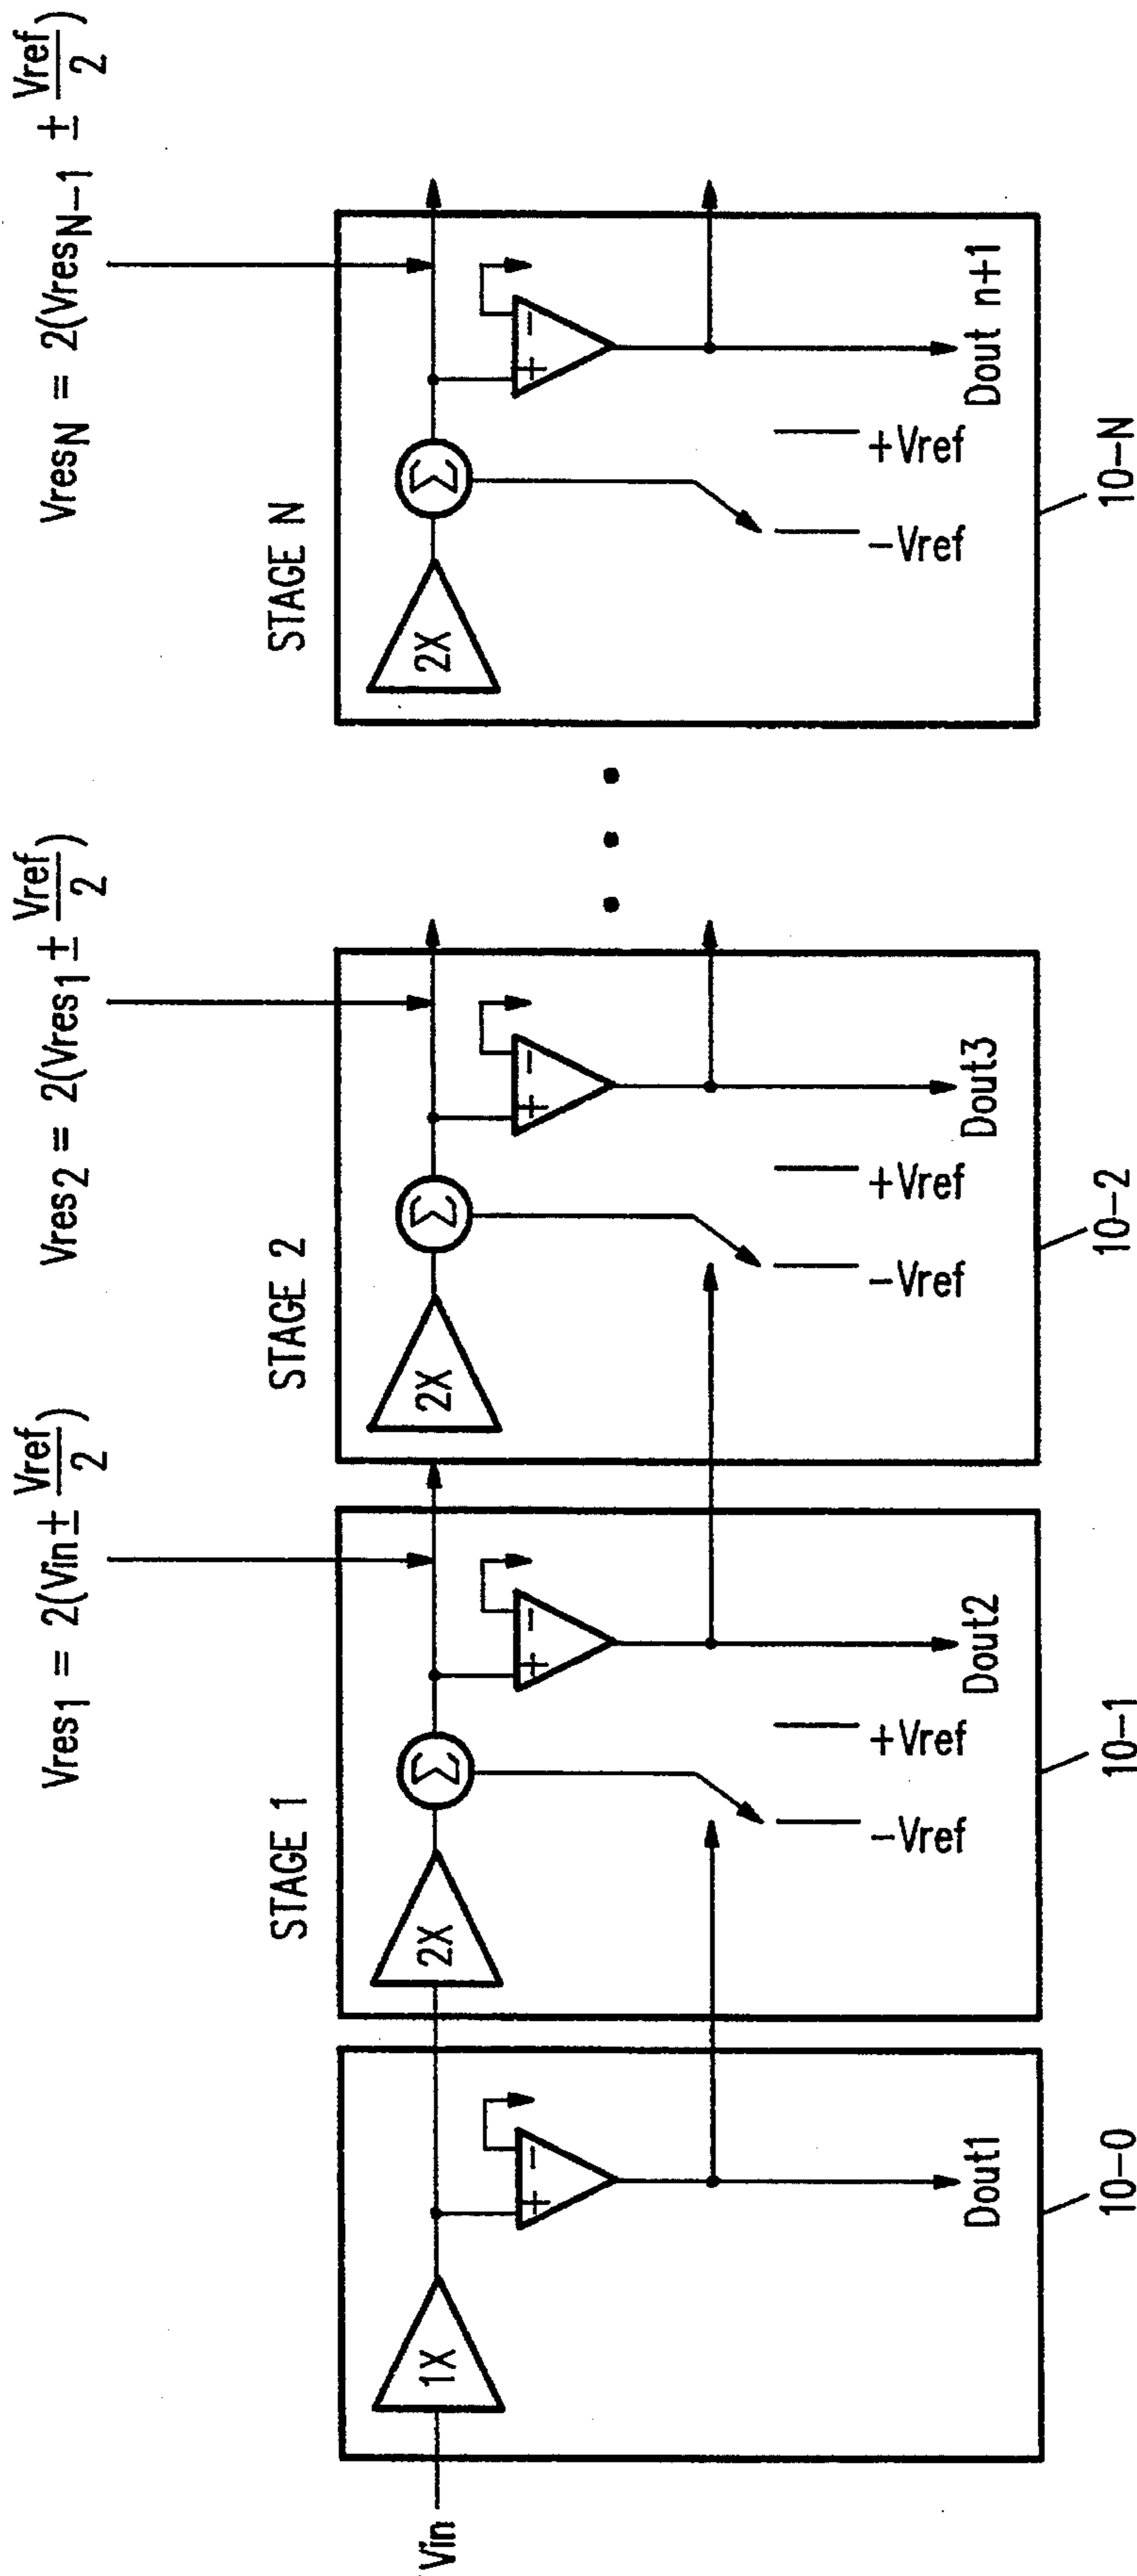 Vres1 = 2(Vin ± Vref/2)
Vres2 = 2(Vres1 ± Vref/2)
VresN = 2(VresN-1 ± Vref/2)
STAGE 1
STAGE 2
STAGE N
Vin
1X
+
-
Dout1
10-0
2X
Σ
+
-
-Vref
+Vref
Dout2
10-1
2X
Σ
+
-
-Vref
+Vref
Dout3
10-2
2X
Σ
+
-
-Vref
+Vref
Dout n+1
10-N